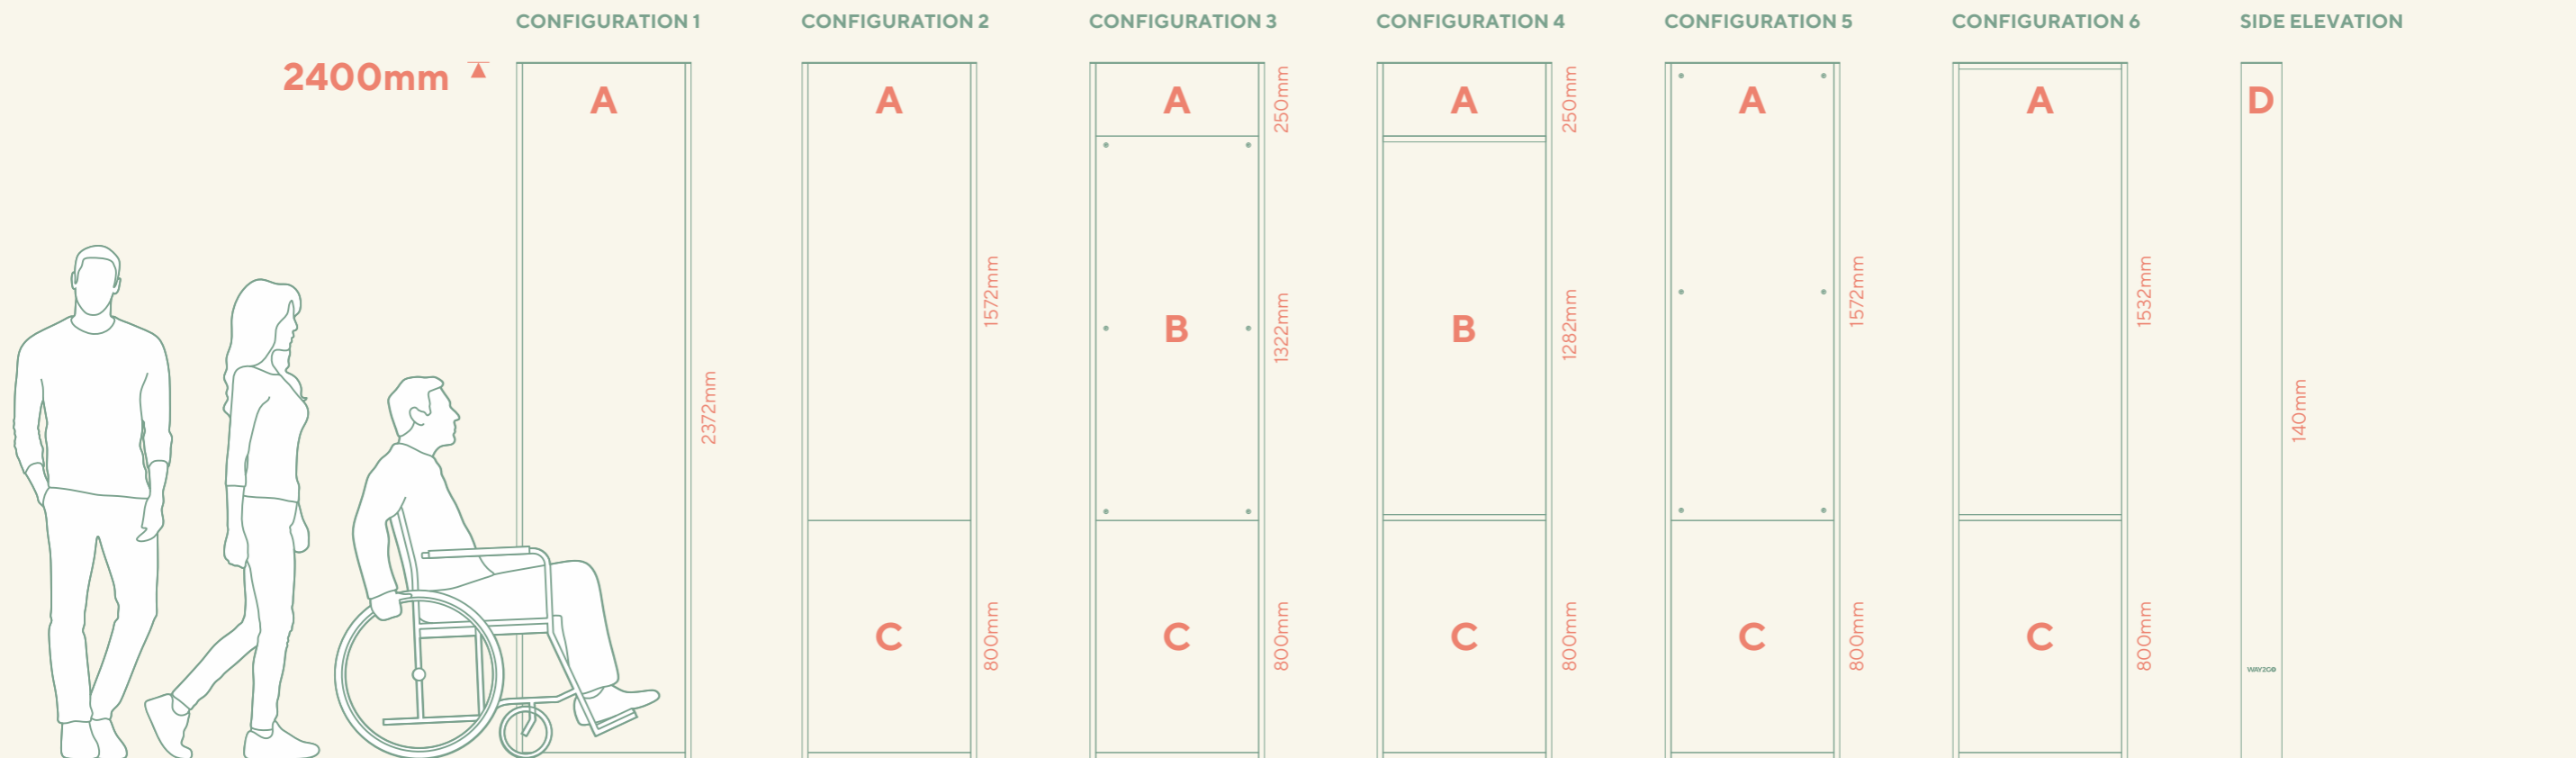 CONFIGURATION 1
CONFIGURATION 2
CONFIGURATION 3
CONFIGURATION 4
CONFIGURATION 5
CONFIGURATION 6
SIDE ELEVATION
2400mm
A
2372mm
A
1572mm
C
800mm
A
250mm
B
1322mm
C
800mm
A
250mm
B
1282mm
C
800mm
A
1572mm
C
800mm
A
1532mm
C
800mm
D
140mm
WAY2GO